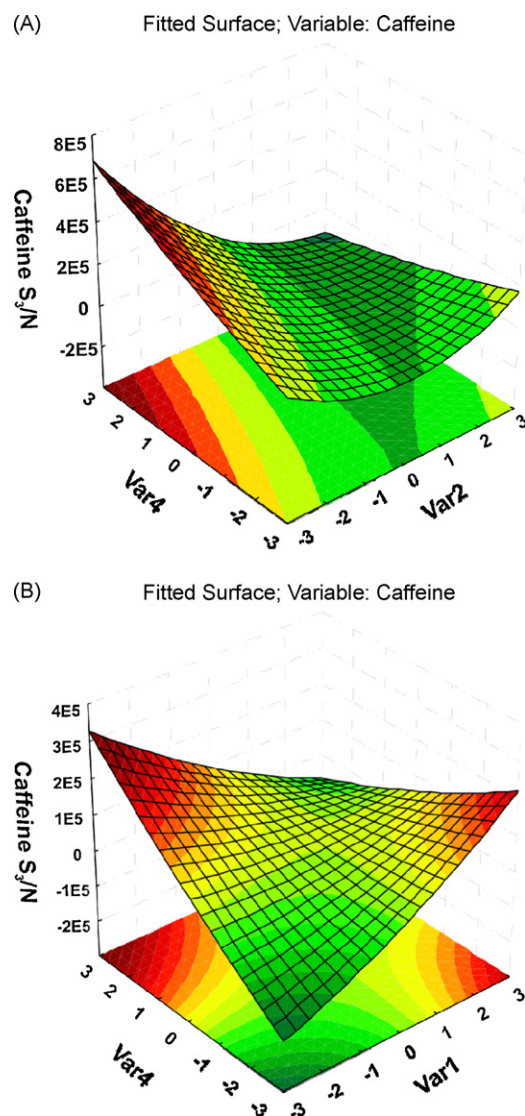 (A) Fitted Surface; Variable: Caffeine
8E5
6E5
4E5
2E5
0
-2E5
Caffeine S₃/N
3
2
1
0
-1
-2
-3
Var4
-3
-2
-1
0
1
2
3
Var2
(B) Fitted Surface; Variable: Caffeine
4E5
3E5
2E5
1E5
0
-1E5
-2E5
Caffeine S₃/N
3
2
1
0
-1
-2
-3
Var4
-3
-2
-1
0
1
2
3
Var1